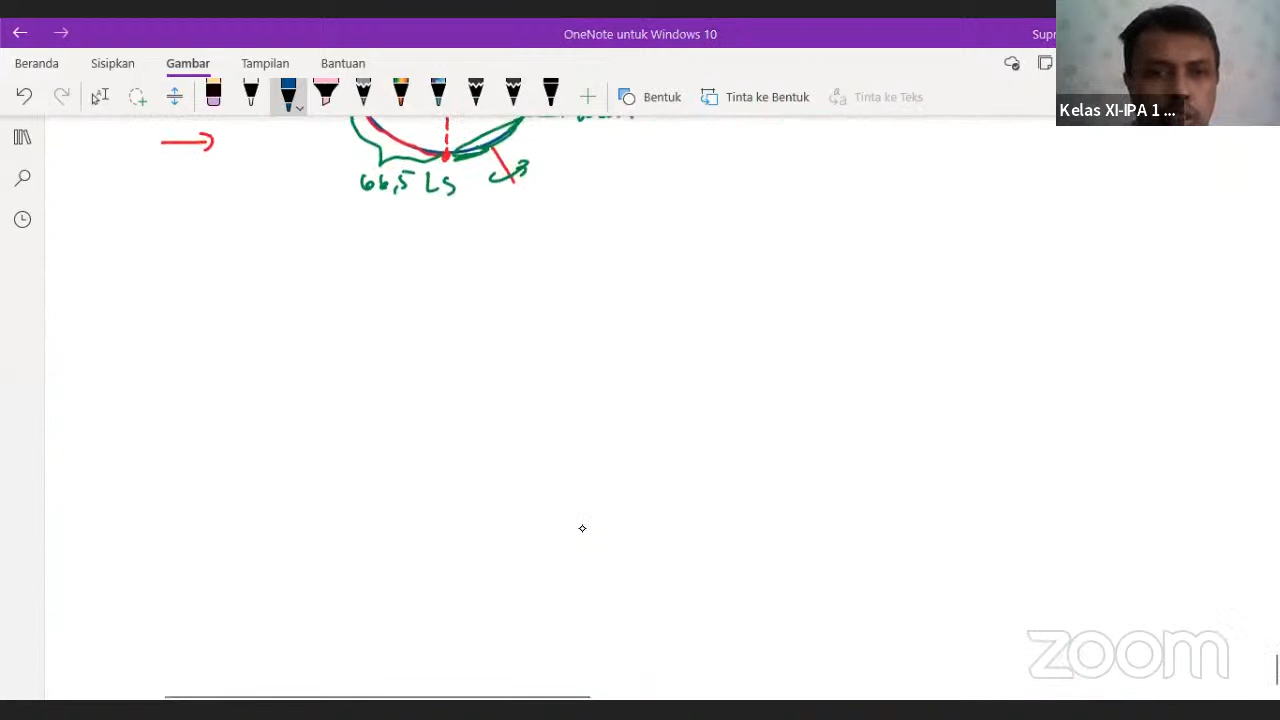 OneNote untuk Windows 10
Supr
Beranda
Sisipkan
Gambar
Tampilan
Bantuan
Bentuk
Tinta ke Bentuk
Tinta ke Teks
Kelas XI-IPA 1 ...
66,5 LS
zoom